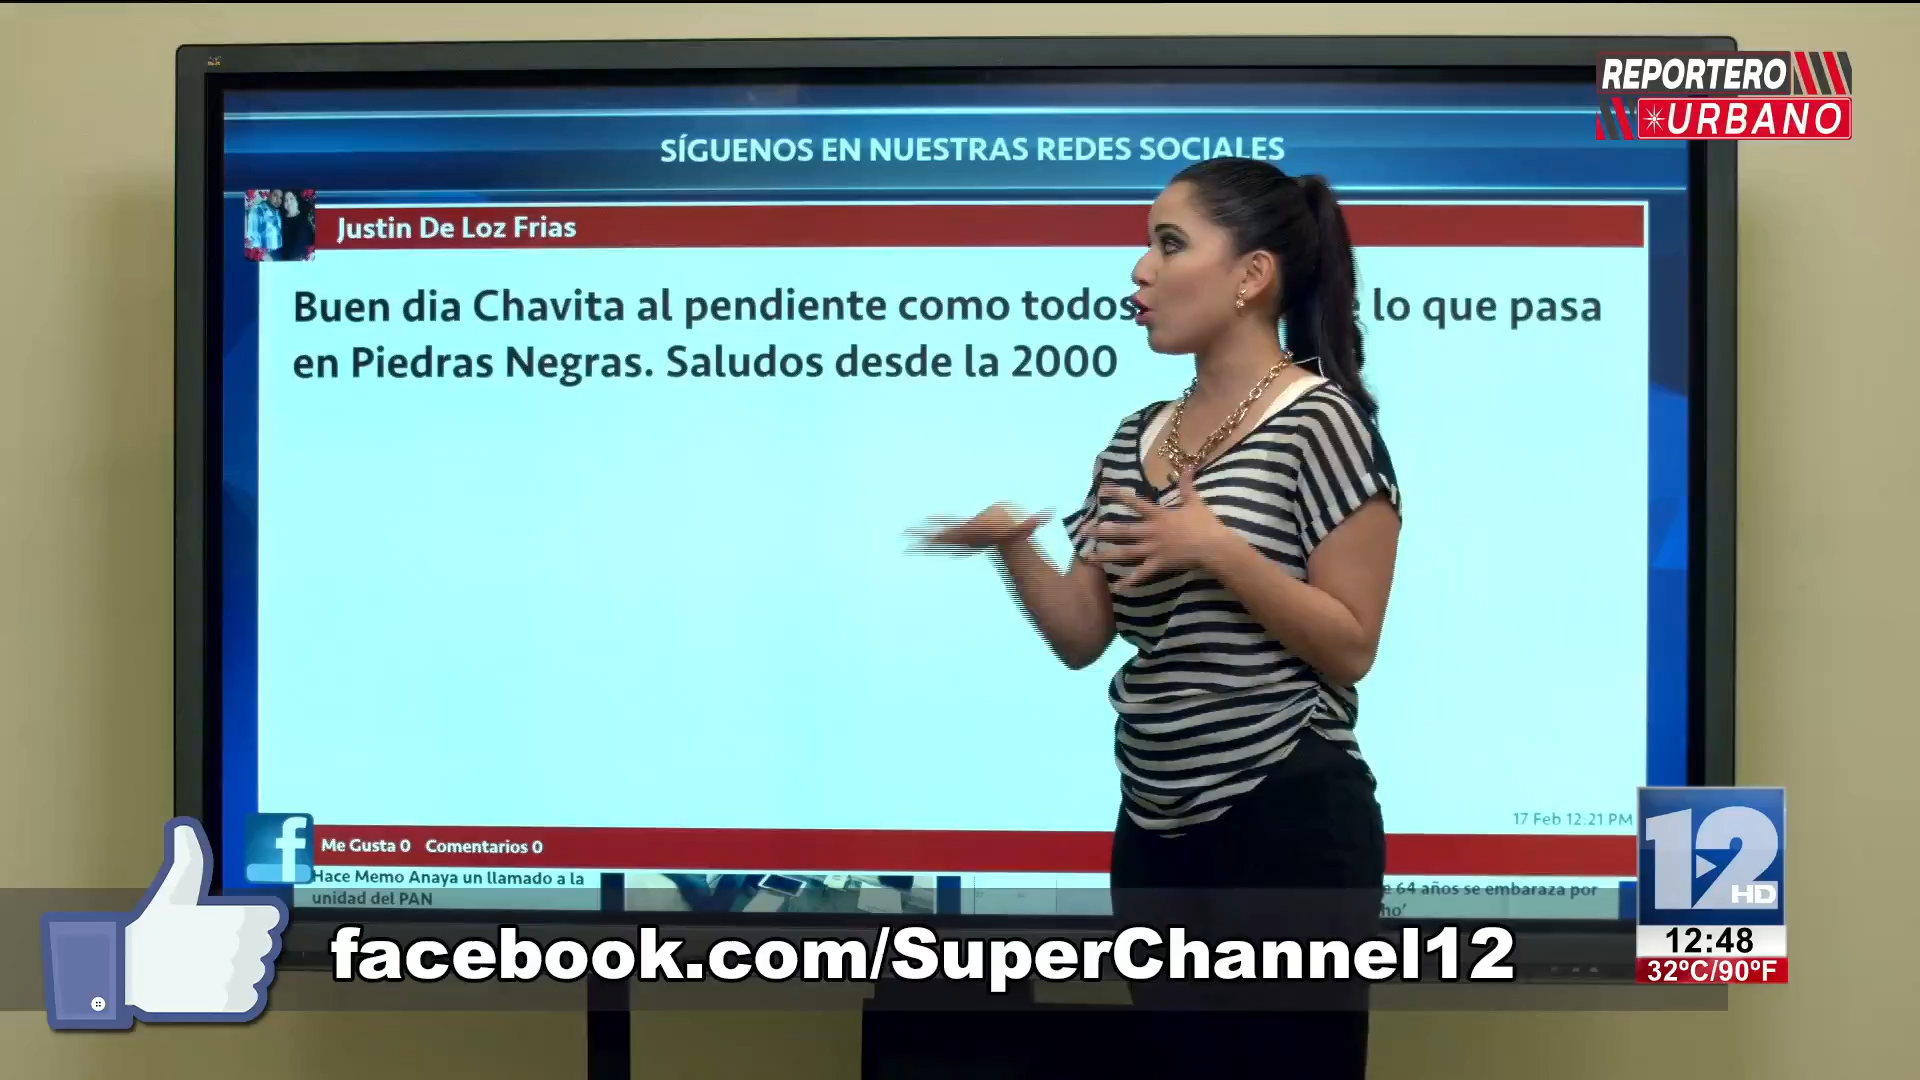 REPORTERO
URBANO
SÍGUENOS EN NUESTRAS REDES SOCIALES
Justin De Loz Frias
Buen dia Chavita al pendiente como todos lo que pasa
en Piedras Negras. Saludos desde la 2000
17 Feb 12:21 PM
f
Me Gusta 0 Comentarios 0
Hace Memo Anaya un llamado a la
unidad del PAN
64 años se embaraza por
facebook.com/SuperChannel12
12
HD
12:48
32ºC/90ºF